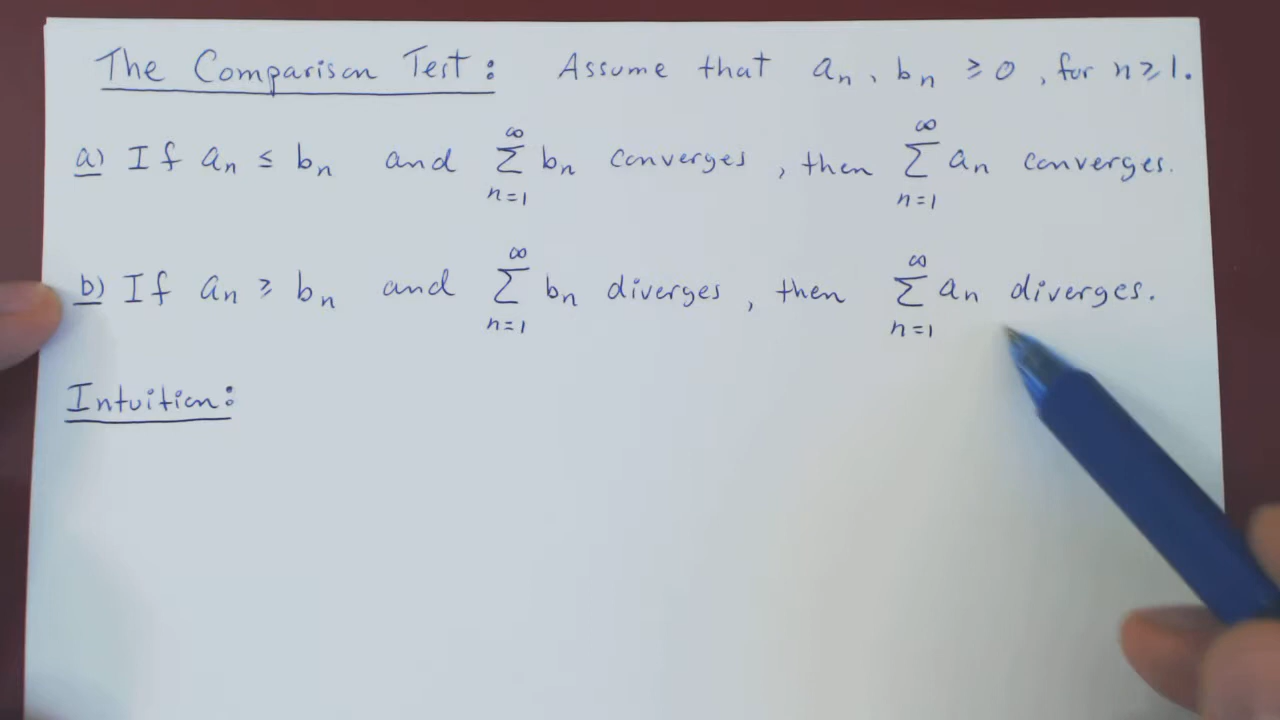 The Comparison Test: Assume that aₙ, bₙ ≥ 0, for n ≥ 1.
a) If aₙ ≤ bₙ and ∑_{n=1}^{∞} bₙ converges, then ∑_{n=1}^{∞} aₙ converges.
b) If aₙ ≥ bₙ and ∑_{n=1}^{∞} bₙ diverges, then ∑_{n=1}^{∞} aₙ diverges.
Intuition: